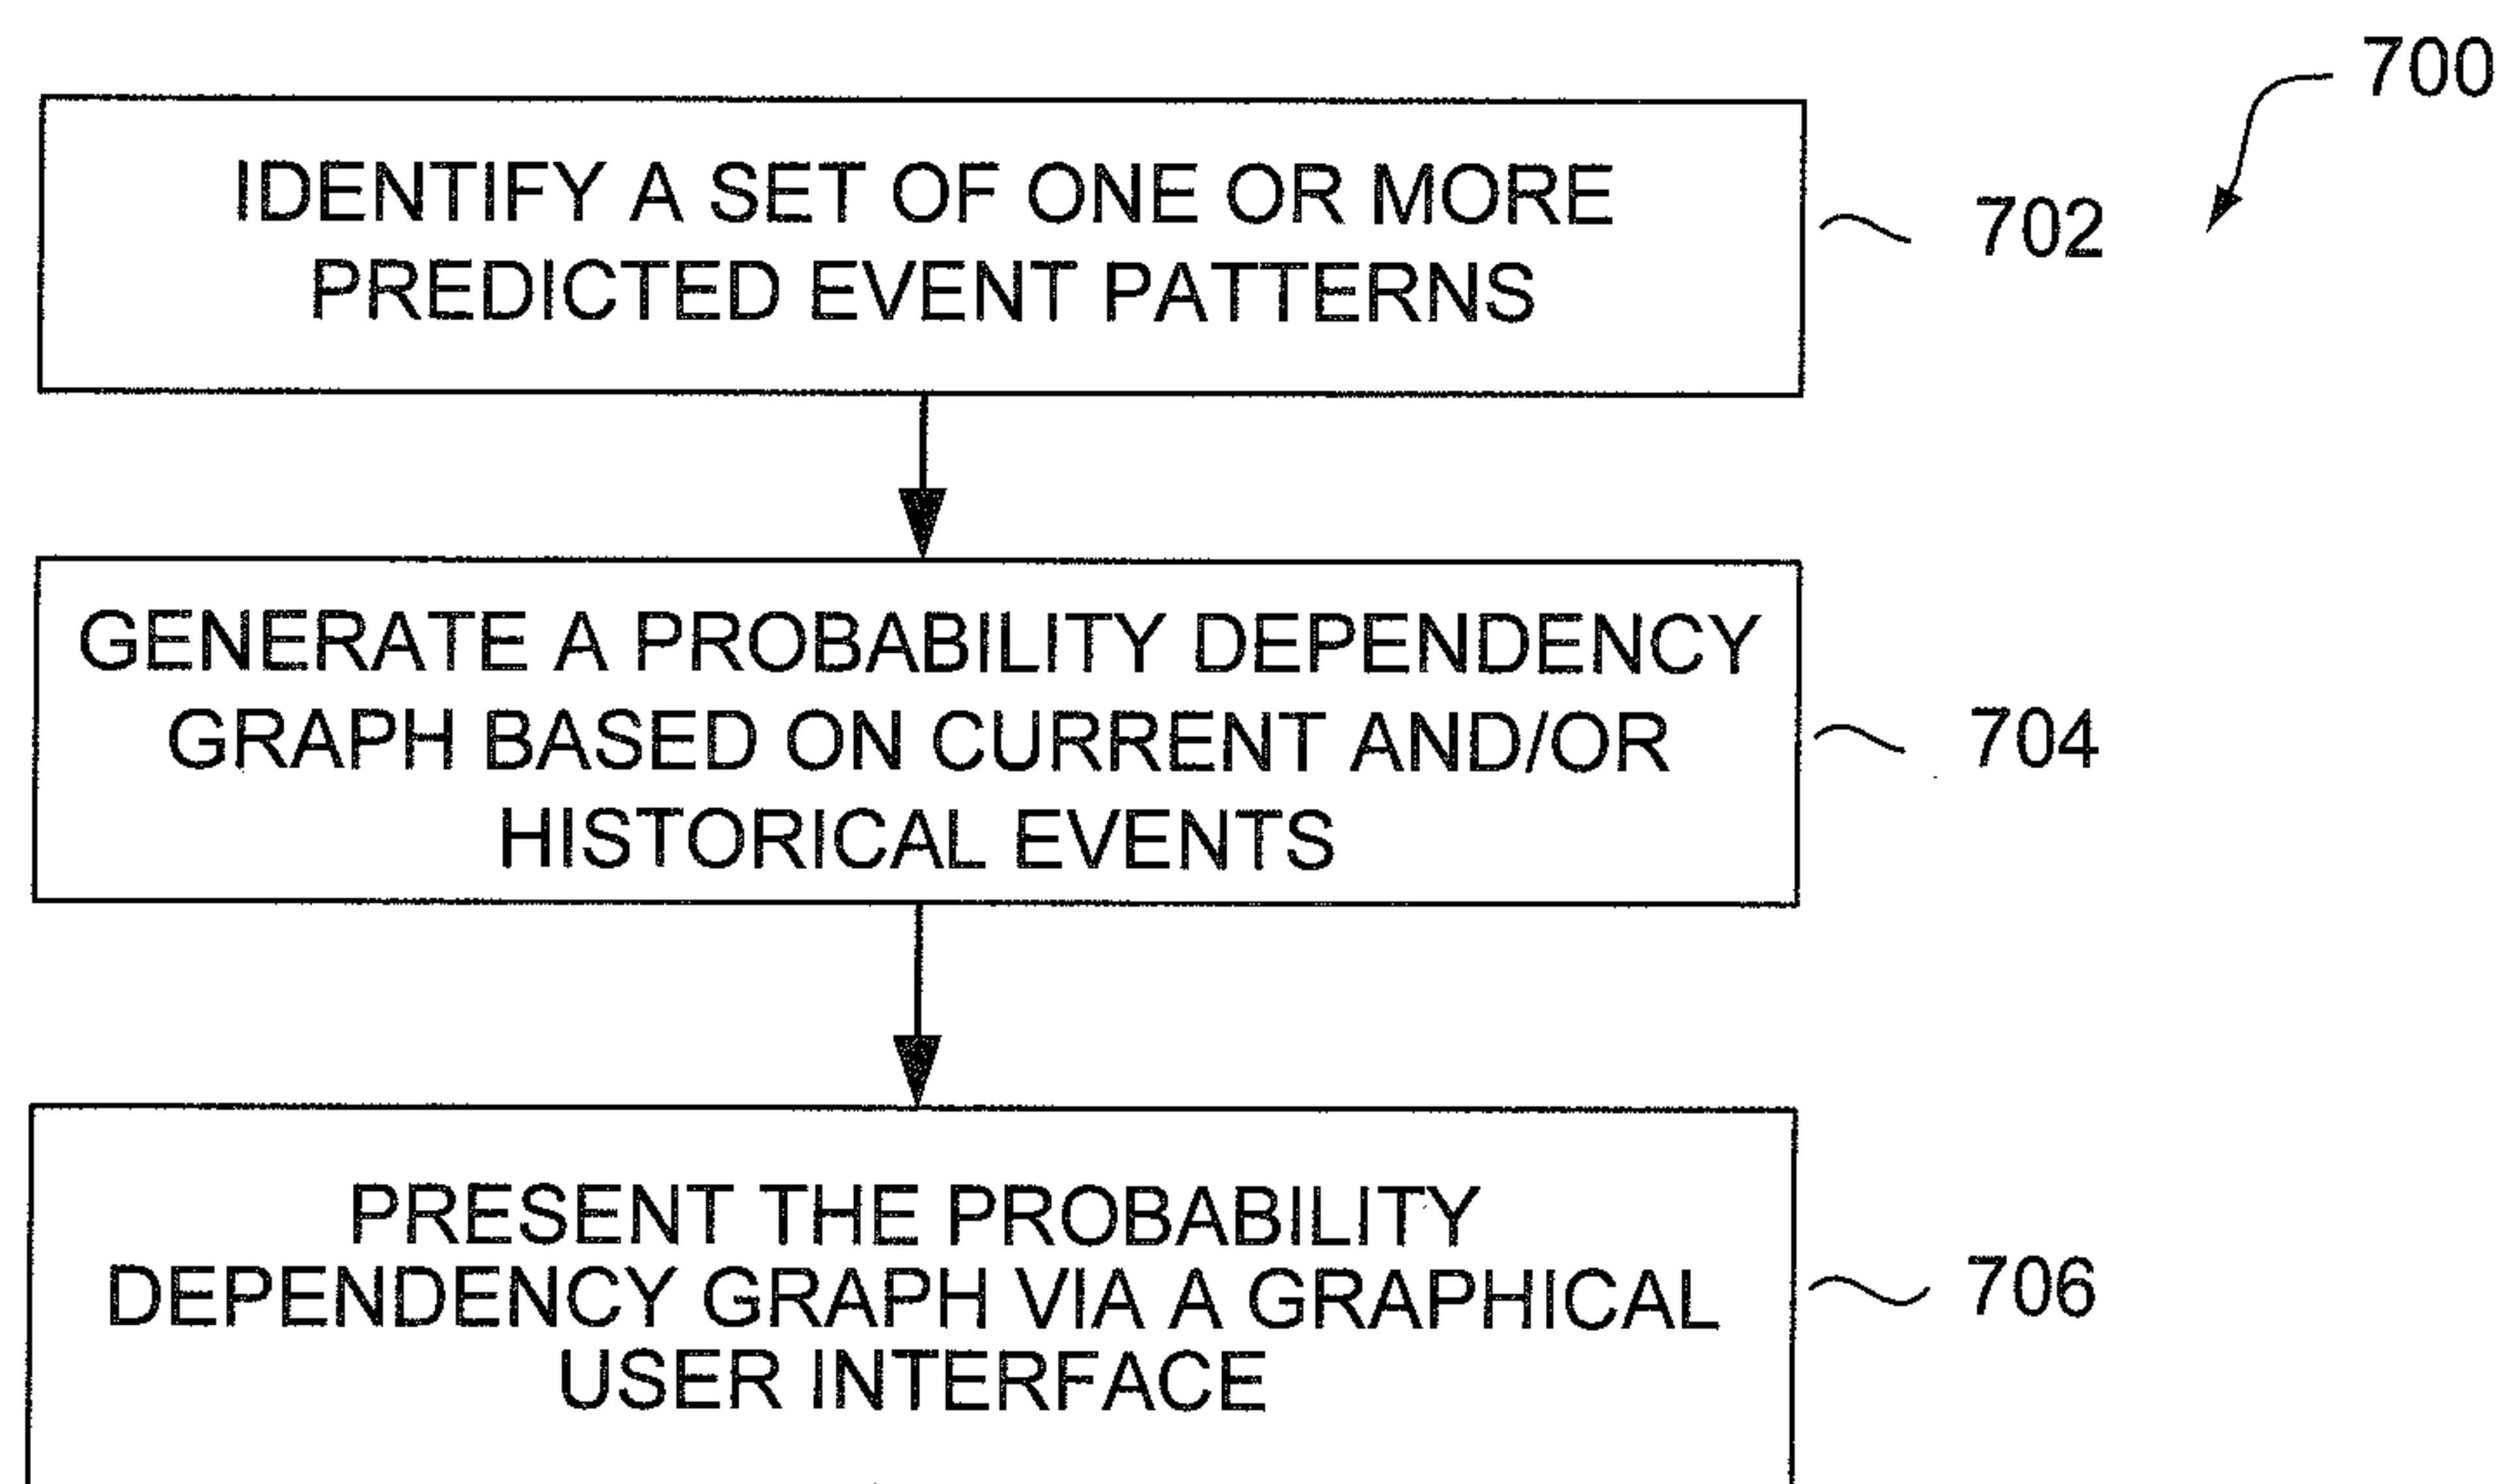 700
IDENTIFY A SET OF ONE OR MORE
PREDICTED EVENT PATTERNS
702
GENERATE A PROBABILITY DEPENDENCY
GRAPH BASED ON CURRENT AND/OR
HISTORICAL EVENTS
704
PRESENT THE PROBABILITY
DEPENDENCY GRAPH VIA A GRAPHICAL
USER INTERFACE
706